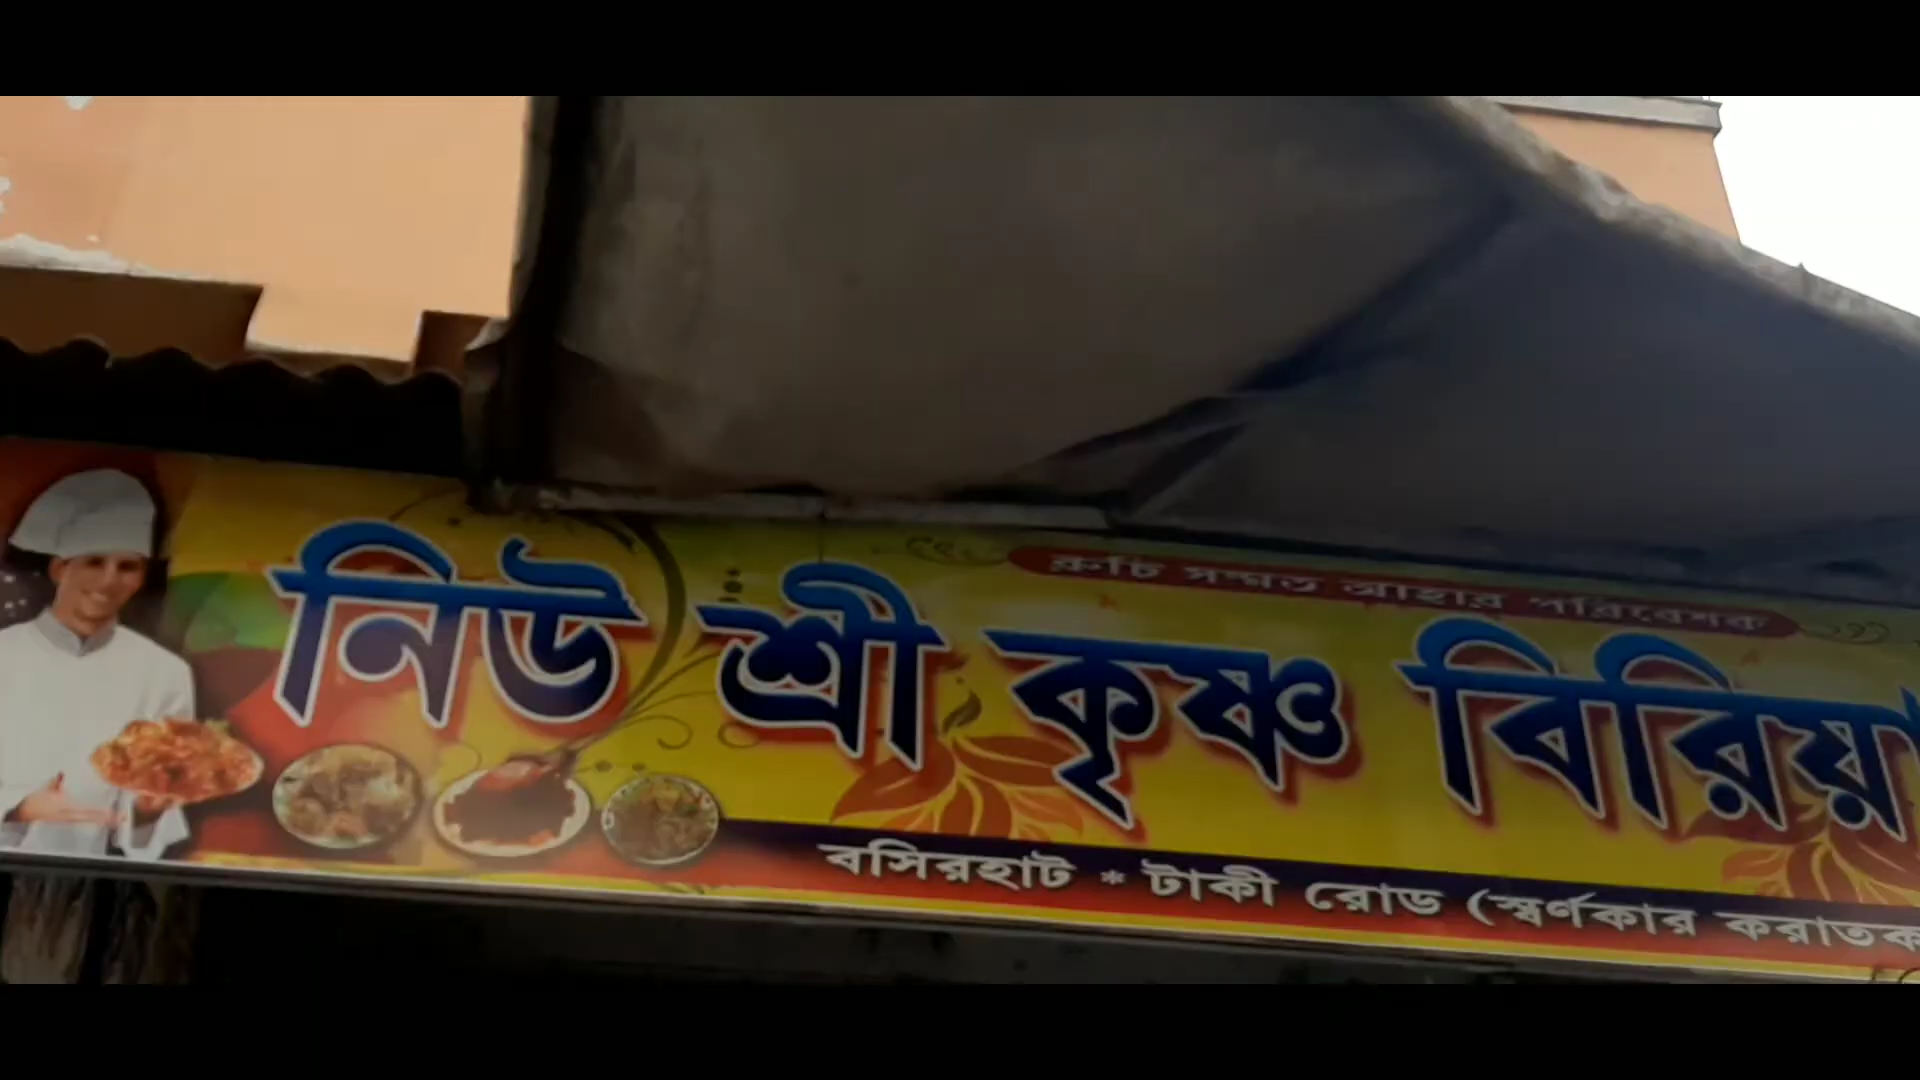 রুচি সম্মত আহার পরিবেশক
নিউ শ্রী কৃষ্ণ বিরিয়া
বসিরহাট * টাকী রোড (স্বর্ণকার করাতক